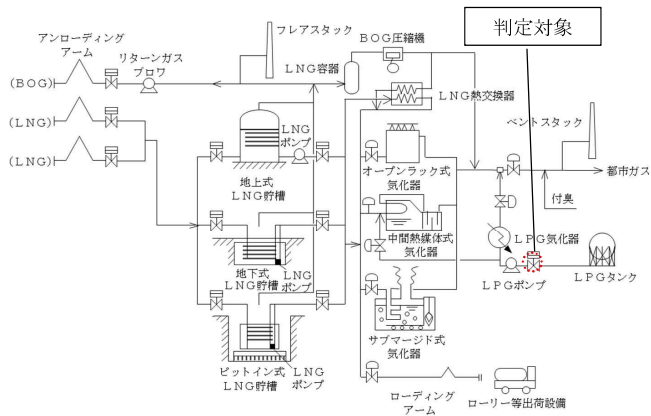 判定対象
フレアスタック
アンローディング
アーム
リターンガス
ブロワ
BOG圧縮機
LNG容器
(BOG)
LNG熱交換器
(LNG)
ベントスタック
LNG
ポンプ
(LNG)
オープンラック式
気化器
都市ガス
地上式
LNG貯槽
付臭
中間熱媒体式
気化器
LPG気化器
地下式
LNG貯槽
LNG
ポンプ
LPGポンプ
LPGタンク
サブマージド式
気化器
ピットイン式
LNG貯槽
LNG
ポンプ
ローディング
アーム
ローリー等出荷設備